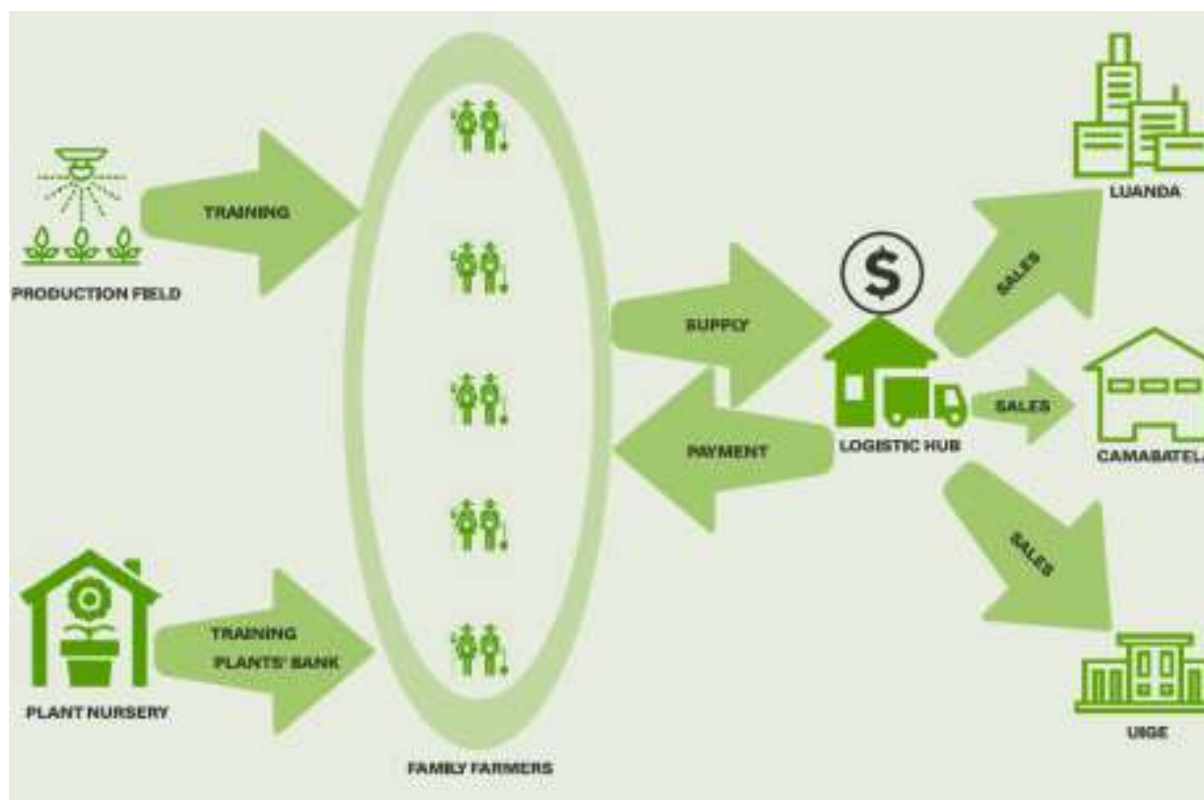 LUANDA
TRAINING
PRODUCTION FIELD
SALES
$
SUPPLY
SALES
PAYMENT
LOGISTIC HUB
CAMABATELA
SALES
TRAINING
PLANTS' BANK
PLANT NURSERY
UIGE
FAMILY FARMERS